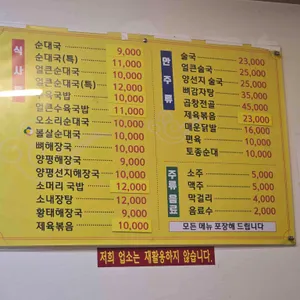 식사류
순대국 9,000
순대국(특) 11,000
얼큰순대국 10,000
얼큰순대국(특) 12,000
수육국밥 10,000
얼큰수육국밥 11,000
모소리순대국 10,000
볼살순대국 10,000
뼈해장국 10,000
양평해장국 9,000
양평선지해장국 10,000
소머리 국밥 12,000
소내장탕 12,000
황태해장국 9,000
제육볶음 10,000
안주류
술국 23,000
얼큰술국 25,000
양선지술국 25,000
뼈감자탕 35,000
곱창전골 45,000
제육볶음 23,000
매운닭발 16,000
편육 10,000
토종순대 10,000
주류음료
소주 5,000
맥주 5,000
막걸리 4,000
음료수 2,000
모든 메뉴 포장해 드립니다
저희 업소는 재활용하지 않습니다.